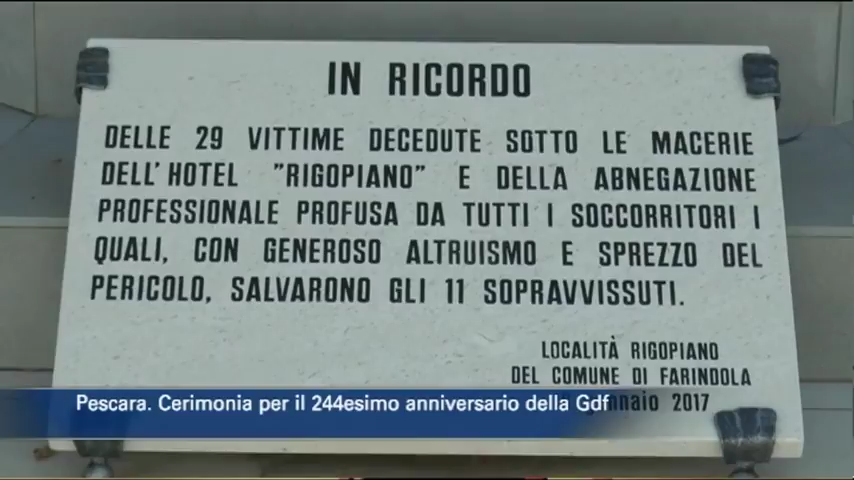 IN RICORDO
DELLE 29 VITTIME DECEDUTE SOTTO LE MACERIE
DELL'HOTEL "RIGOPIANO" E DELLA ABNEGAZIONE
PROFESSIONALE PROFUSA DA TUTTI I SOCCORRITORI I
QUALI, CON GENEROSO ALTRUISMO E SPREZZO DEL
PERICOLO, SALVARONO GLI 11 SOPRAVVISSUTI.
LOCALITÀ RIGOPIANO
DEL COMUNE DI FARINDOLA
2017
Pescara. Cerimonia per il 244esimo anniversario della Gdf